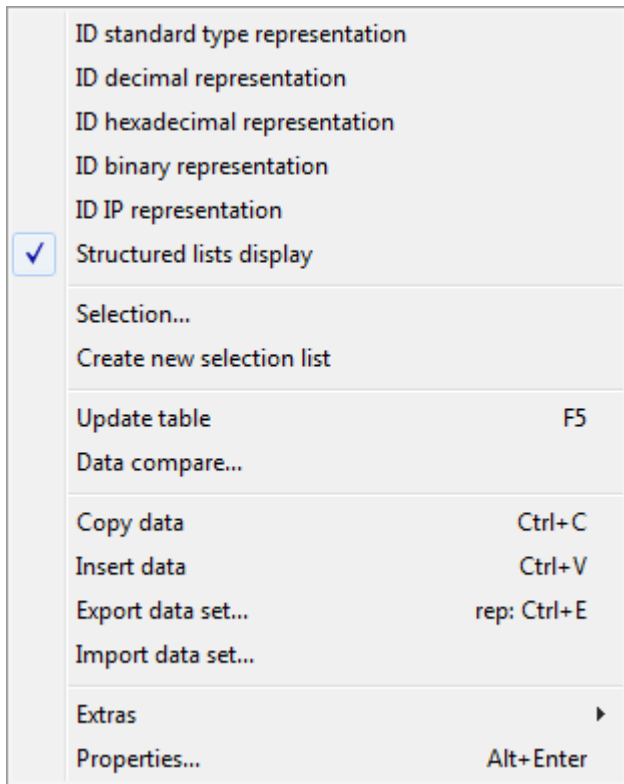 ID standard type representation
ID decimal representation
ID hexadecimal representation
ID binary representation
ID IP representation
Structured lists display
Selection...
Create new selection list
Update table F5
Data compare...
Copy data Ctrl+C
Insert data Ctrl+V
Export data set... rep: Ctrl+E
Import data set...
Extras
Properties... Alt+Enter